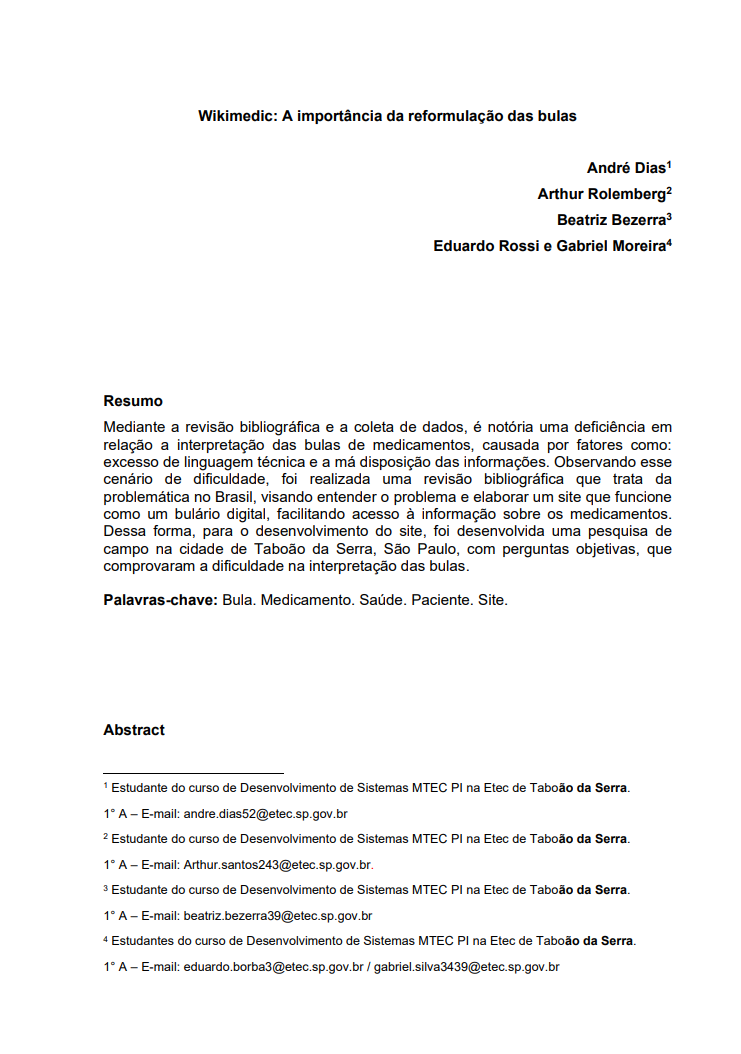 Wikimedic: A importância da reformulação das bulas
André Dias¹
Arthur Rolemberg²
Beatriz Bezerra³
Eduardo Rossi e Gabriel Moreira⁴
Resumo
Mediante a revisão bibliográfica e a coleta de dados, é notória uma deficiência em
relação a interpretação das bulas de medicamentos, causada por fatores como:
excesso de linguagem técnica e a má disposição das informações. Observando esse
cenário de dificuldade, foi realizada uma revisão bibliográfica que trata da
problemática no Brasil, visando entender o problema e elaborar um site que funcione
como um bulário digital, facilitando acesso à informação sobre os medicamentos.
Dessa forma, para o desenvolvimento do site, foi desenvolvida uma pesquisa de
campo na cidade de Taboão da Serra, São Paulo, com perguntas objetivas, que
comprovaram a dificuldade na interpretação das bulas.
Palavras-chave: Bula. Medicamento. Saúde. Paciente. Site.
Abstract
¹ Estudante do curso de Desenvolvimento de Sistemas MTEC PI na Etec de Taboão da Serra.
1° A – E-mail: andre.dias52@etec.sp.gov.br
² Estudante do curso de Desenvolvimento de Sistemas MTEC PI na Etec de Taboão da Serra.
1° A – E-mail: Arthur.santos243@etec.sp.gov.br.
³ Estudante do curso de Desenvolvimento de Sistemas MTEC PI na Etec de Taboão da Serra.
1° A – E-mail: beatriz.bezerra39@etec.sp.gov.br
⁴ Estudantes do curso de Desenvolvimento de Sistemas MTEC PI na Etec de Taboão da Serra.
1° A – E-mail: eduardo.borba3@etec.sp.gov.br / gabriel.silva3439@etec.sp.gov.br